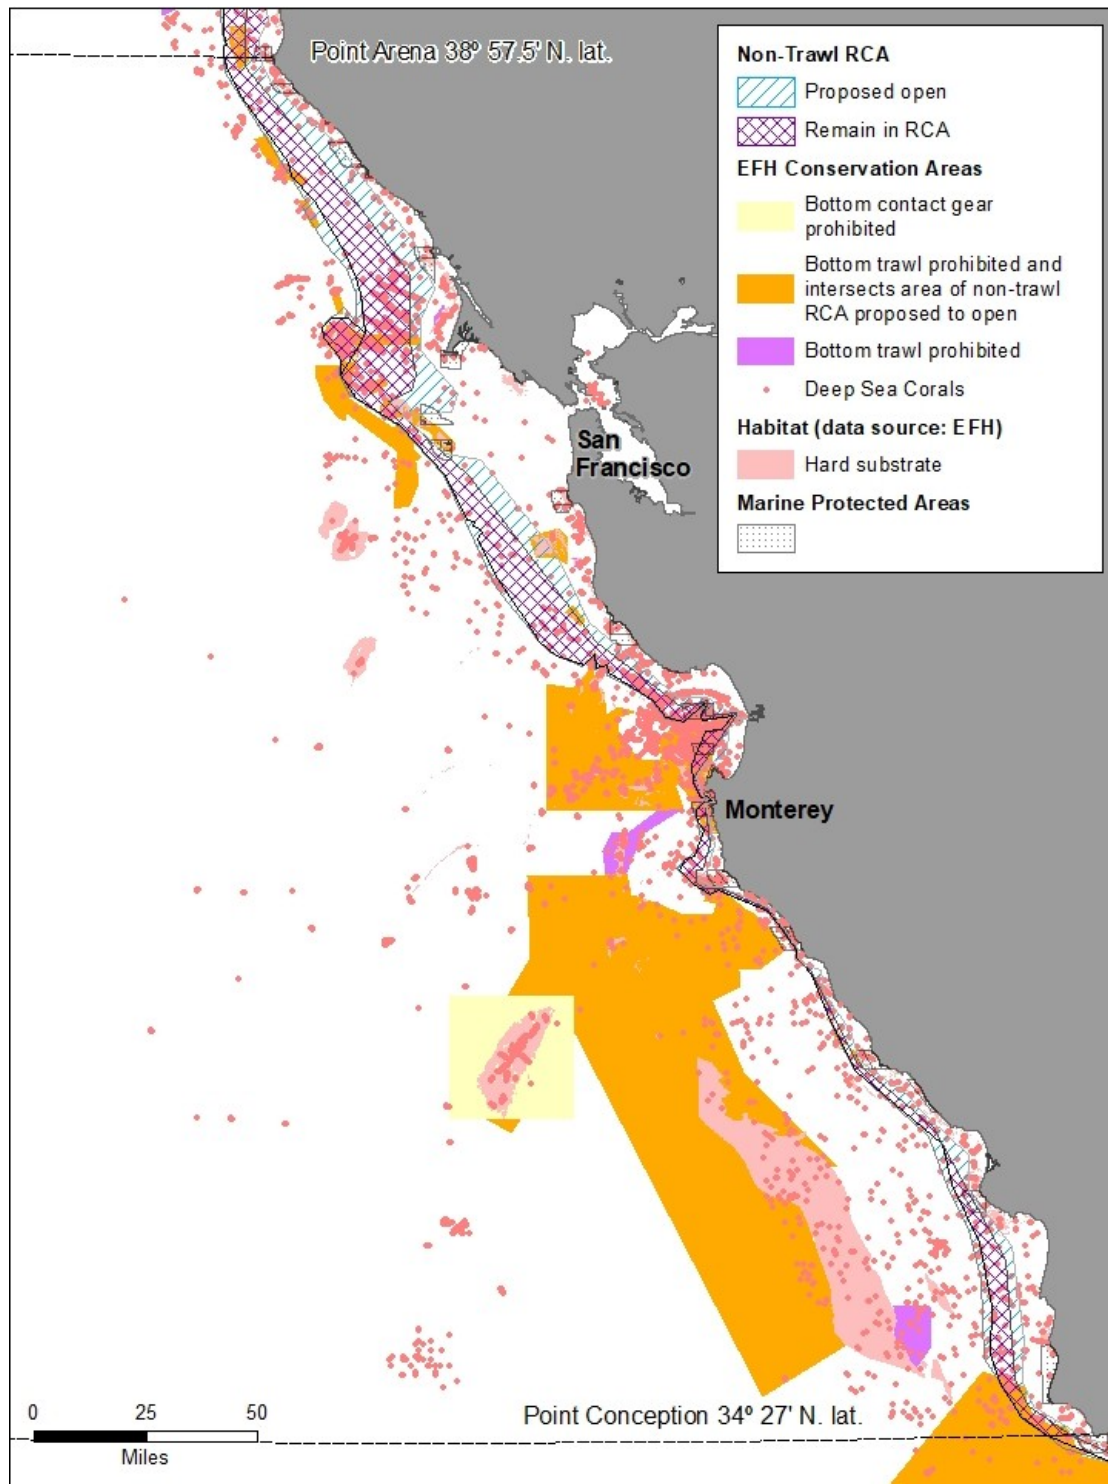 Point Arena 38º 57.5' N. lat.
Non-Trawl RCA
Proposed open
Remain in RCA
EFH Conservation Areas
Bottom contact gear
prohibited
Bottom trawl prohibited and
intersects area of non-trawl
RCA proposed to open
Bottom trawl prohibited
Deep Sea Corals
Habitat (data source: EFH)
Hard substrate
Marine Protected Areas
San
Francisco
Monterey
Point Conception 34º 27' N. lat.
0 25 50
Miles